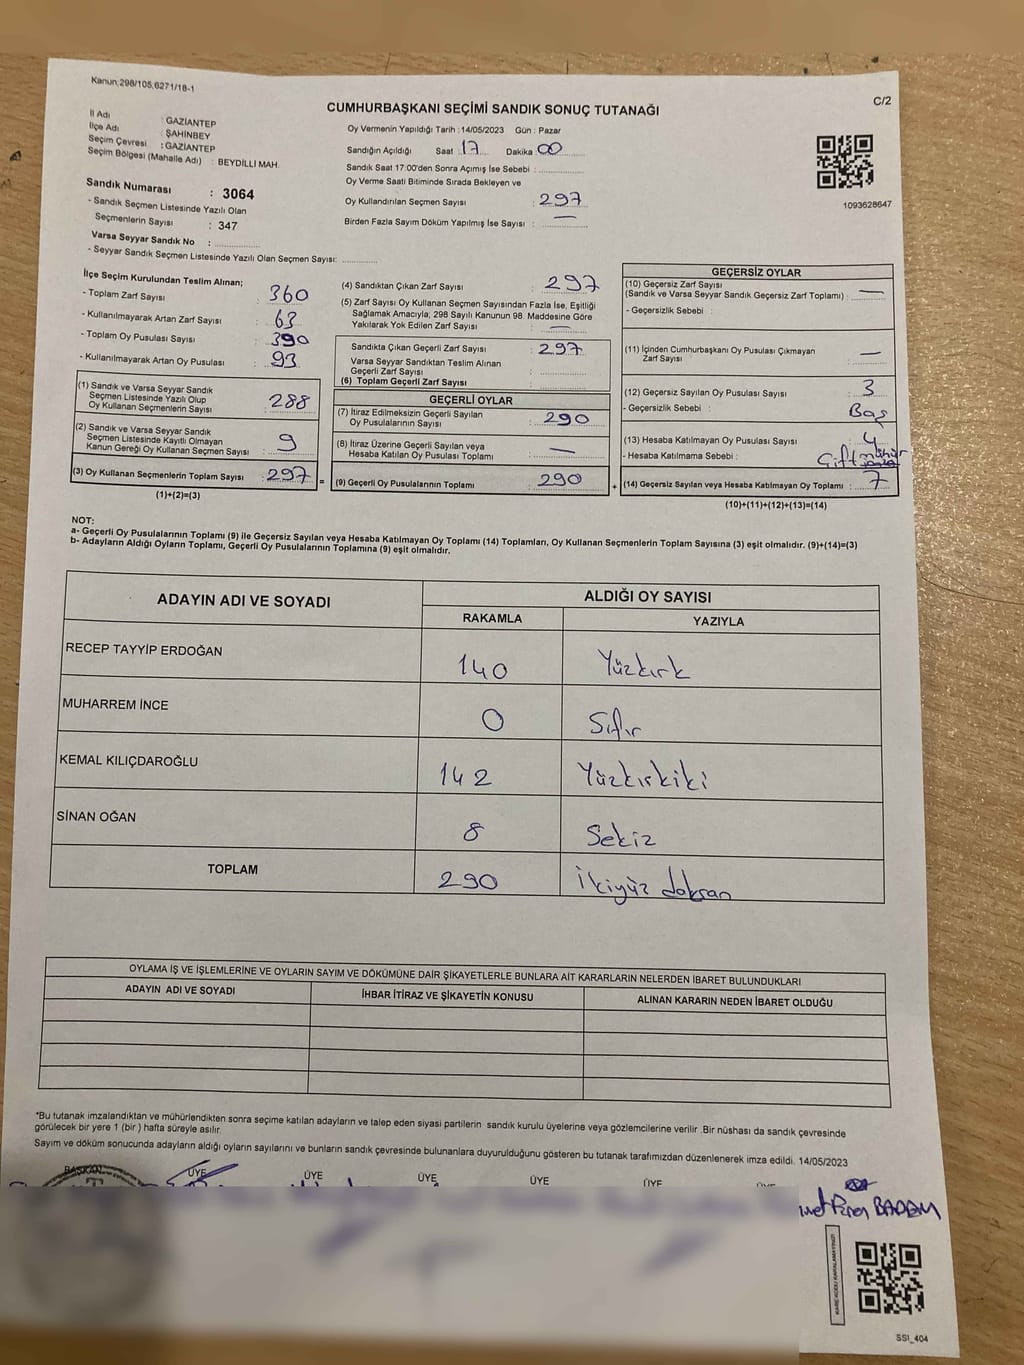 Kanun:298/105,6271/18-1
C/2
CUMHURBAŞKANI SEÇİMİ SANDIK SONUÇ TUTANAĞI
İl Adı : GAZİANTEP
İlçe Adı : ŞAHİNBEY
Seçim Çevresi : GAZİANTEP
Seçim Bölgesi (Mahalle Adı) : BEYDİLLİ MAH.
Sandık Numarası : 3064
- Sandık Seçmen Listesinde Yazılı Olan
Seçmenlerin Sayısı : 347
Varsa Seyyar Sandık No :
- Seyyar Sandık Seçmen Listesinde Yazılı Olan Seçmen Sayısı:
Oy Vermenin Yapıldığı Tarih : 14/05/2023 Gün : Pazar
Sandığın Açıldığı Saat : 17 Dakika 00
Sandık Saat 17:00'den Sonra Açımış İse Sebebi :
Oy Verme Saati Bitiminde Sırada Bekleyen ve
Oy Kullandırılan Seçmen Sayısı : 297
Birden Fazla Sayım Döküm Yapılmış İse Sayısı : —
1093628647
İlçe Seçim Kurulundan Teslim Alınan;
- Toplam Zarf Sayısı : 360
- Kullanılmayarak Artan Zarf Sayısı : 63
- Toplam Oy Pusulası Sayısı : 390
- Kullanılmayarak Artan Oy Pusulası : 93
(1) Sandık ve Varsa Seyyar Sandık
Seçmen Listesinde Yazılı Olup
Oy Kullanan Seçmenlerin Sayısı : 288
(2) Sandık ve Varsa Seyyar Sandık
Seçmen Listesinde Kayıtlı Olmayan
Kanun Gereği Oy Kullanan Seçmen Sayısı : 9
(3) Oy Kullanan Seçmenlerin Toplam Sayısı : 297
(1)+(2)=(3)
=
(4) Sandıktan Çıkan Zarf Sayısı : 297
(5) Zarf Sayısı Oy Kullanan Seçmen Sayısından Fazla İse, Eşitliği
Sağlamak Amacıyla; 298 Sayılı Kanunun 98. Maddesine Göre
Yakılarak Yok Edilen Zarf Sayısı : —
Sandıkta Çıkan Geçerli Zarf Sayısı : 297
Varsa Seyyar Sandıktan Teslim Alınan
Geçerli Zarf Sayısı :
(6) Toplam Geçerli Zarf Sayısı :
GEÇERLİ OYLAR
(7) İtiraz Edilmeksizin Geçerli Sayılan
Oy Pusulalarının Sayısı : 290
(8) İtiraz Üzerine Geçerli Sayılan veya
Hesaba Katılan Oy Pusulası Toplamı : —
(9) Geçerli Oy Pusulalarının Toplamı : 290
+
GEÇERSİZ OYLAR
(10) Geçersiz Zarf Sayısı
(Sandık ve Varsa Seyyar Sandık Geçersiz Zarf Toplamı) : —
- Geçersizlik Sebebi :
(11) İçinden Cumhurbaşkanı Oy Pusulası Çıkmayan
Zarf Sayısı : —
(12) Geçersiz Sayılan Oy Pusulası Sayısı : 3
- Geçersizlik Sebebi : Boş
(13) Hesaba Katılmayan Oy Pusulası Sayısı : 4
- Hesaba Katılmama Sebebi : Çift mühür
(14) Geçersiz Sayılan veya Hesaba Katılmayan Oy Toplamı : 7
(10)+(11)+(12)+(13)=(14)
NOT:
a- Geçerli Oy Pusulalarının Toplamı (9) ile Geçersiz Sayılan veya Hesaba Katılmayan Oy Toplamı (14) Toplamları, Oy Kullanan Seçmenlerin Toplam Sayısına (3) eşit olmalıdır. (9)+(14)=(3)
b- Adayların Aldığı Oyların Toplamı, Geçerli Oy Pusulalarının Toplamına (9) eşit olmalıdır.
ADAYIN ADI VE SOYADI ALDIĞI OY SAYISI
RAKAMLA YAZIYLA
RECEP TAYYİP ERDOĞAN 140 Yüzkırk
MUHARREM İNCE 0 Sıfır
KEMAL KILIÇDAROĞLU 142 Yüzkırkiki
SİNAN OĞAN 8 Sekiz
TOPLAM 290 İkiyüz doksan
OYLAMA İŞ VE İŞLEMLERİNE VE OYLARIN SAYIM VE DÖKÜMÜNE DAİR ŞİKAYETLERLE BUNLARA AİT KARARLARIN NELERDEN İBARET BULUNDUKLARI
ADAYIN ADI VE SOYADI İHBAR İTİRAZ VE ŞİKAYETİN KONUSU ALINAN KARARIN NEDEN İBARET OLDUĞU
*Bu tutanak imzalandıktan ve mühürlendikten sonra seçime katılan adayların ve talep eden siyasi partilerin sandık kurulu üyelerine veya gözlemcilerine verilir .Bir nüshası da sandık çevresinde
görülecek bir yere 1 (bir ) hafta süreyle asılır.
Sayım ve döküm sonucunda adayların aldığı oyların sayılarını ve bunların sandık çevresinde bulunanlara duyurulduğunu gösteren bu tutanak tarafımızdan düzenlenerek imza edildi. 14/05/2023
BAŞKAN ÜYE ÜYE ÜYE ÜYE ÜYE
BADEM
KARE KODU KARALAMAYINIZ!
SSI_404